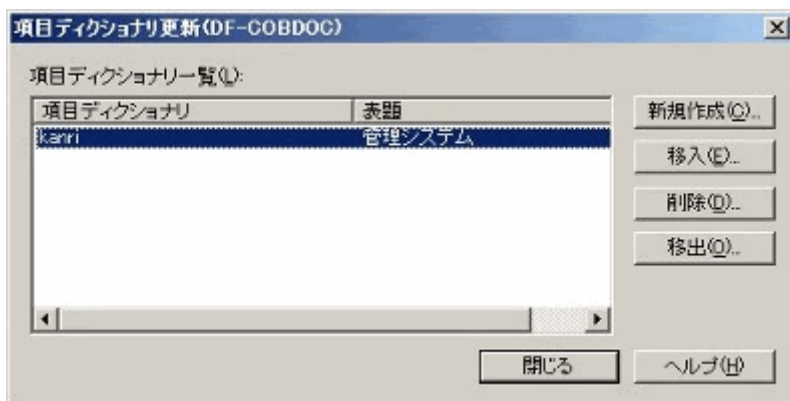 項目ディクショナリ更新(DF-COBDOC)
項目ディクショナリ一覧(L):
項目ディクショナリ 表題
kanri 管理システム
新規作成(C)...
移入(E)...
削除(D)...
移出(O)...
閉じる ヘルプ(H)